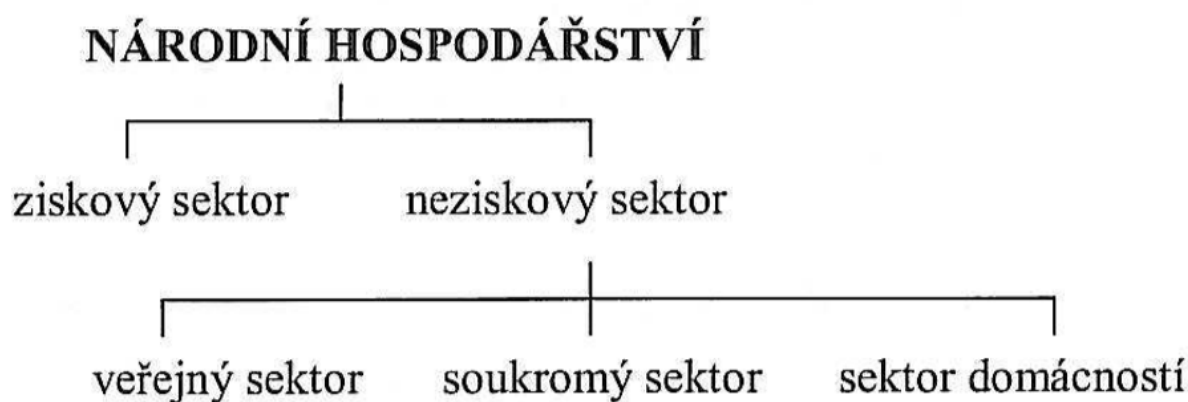 NÁRODNÍ HOSPODÁŘSTVÍ
ziskový sektor neziskový sektor
veřejný sektor soukromý sektor sektor domácností